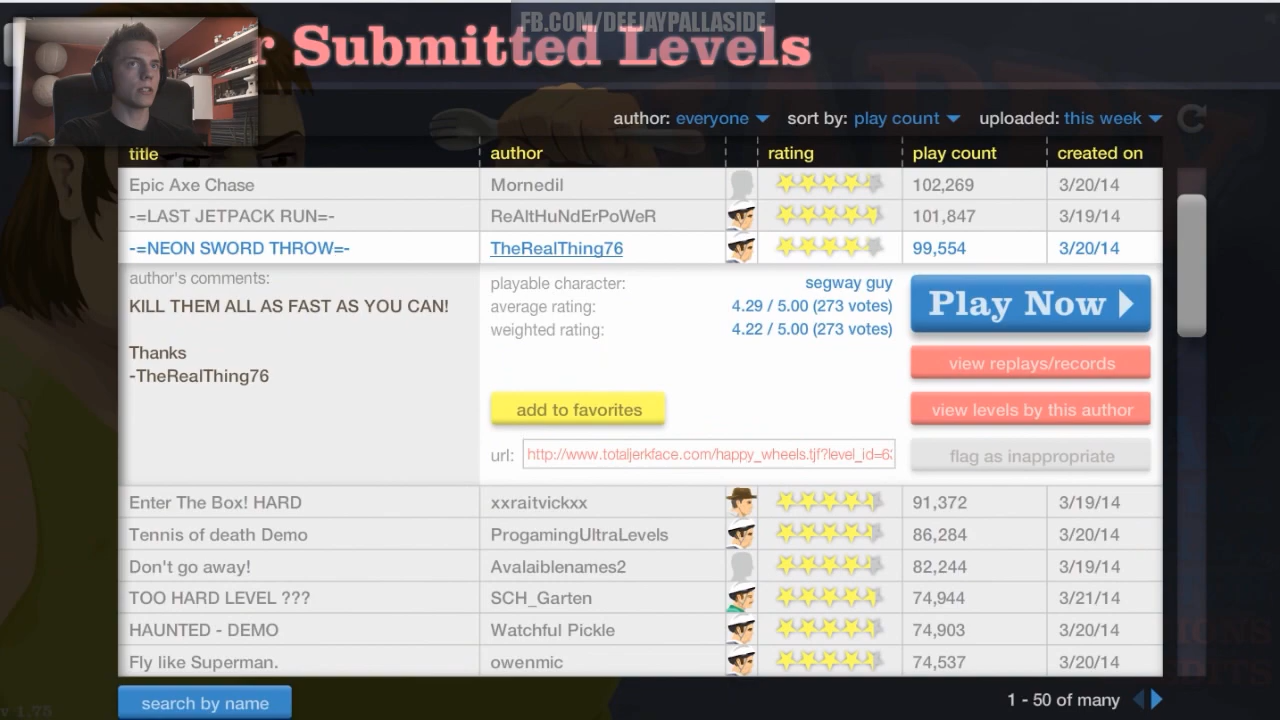 FB.COM/DEEJAYPALLASIDE
r Submitted Levels
author: everyone sort by: play count uploaded: this week
title author rating play count created on
Epic Axe Chase Mornedil 102,269 3/20/14
-=LAST JETPACK RUN=- ReAltHuNdErPoWeR 101,847 3/19/14
-=NEON SWORD THROW=- TheRealThing76 99,554 3/20/14
author's comments:
KILL THEM ALL AS FAST AS YOU CAN!
Thanks
-TheRealThing76
playable character: segway guy
average rating: 4.29 / 5.00 (273 votes)
weighted rating: 4.22 / 5.00 (273 votes)
add to favorites
url: http://www.totaljerkface.com/happy_wheels.tjf?level_id=6
Play Now
view replays/records
view levels by this author
flag as inappropriate
Enter The Box! HARD xxraitvickxx 91,372 3/19/14
Tennis of death Demo ProgamingUltraLevels 86,284 3/20/14
Don't go away! Avalaiblenames2 82,244 3/20/14
TOO HARD LEVEL ??? SCH_Garten 74,944 3/21/14
HAUNTED - DEMO Watchful Pickle 74,903 3/20/14
Fly like Superman. owenmic 74,537 3/20/14
search by name
1 - 50 of many
v 1.75